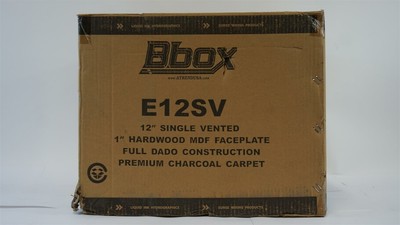 Bbox
E12SV
12" SINGLE VENTED
1" HARDWOOD MDF FACEPLATE
FULL DADO CONSTRUCTION
PREMIUM CHARCOAL CARPET